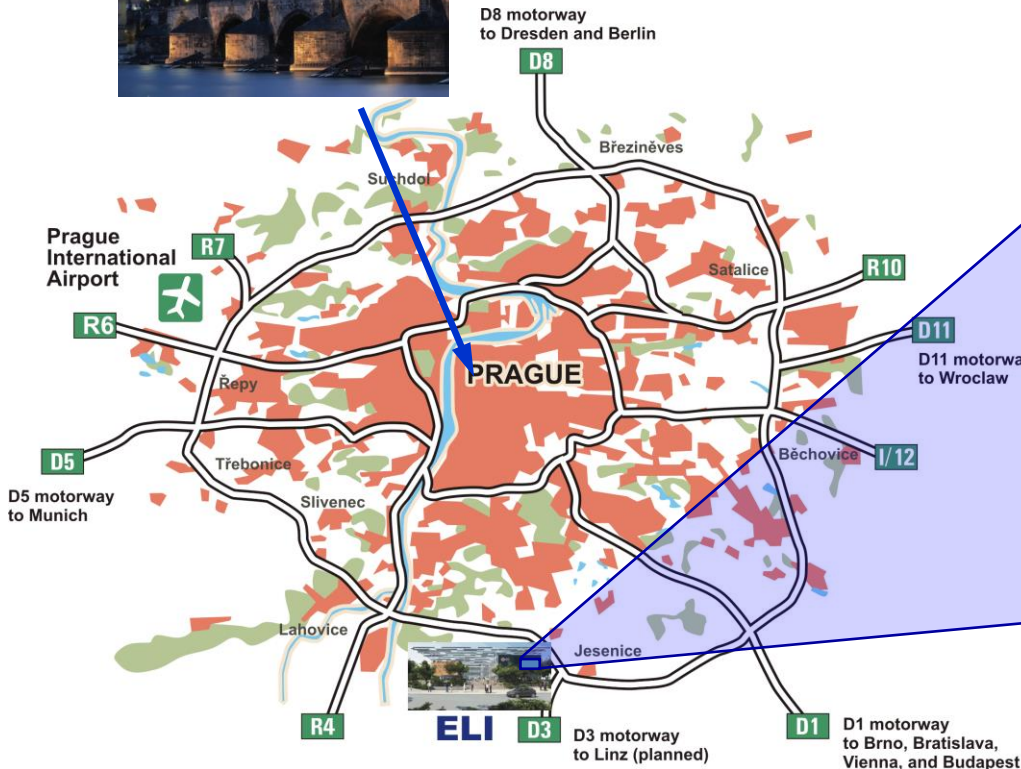 D8 motorway
to Dresden and Berlin
D8
Březiněves
Suchdol
Prague
International
Airport
R7
Satalice
R10
R6
D11
D11 motorwa
to Wroclaw
PRAGUE
Řepy
D5
Třebonice
Běchovice
I/12
D5 motorway
to Munich
Slivenec
Lahovice
Jesenice
R4
ELI
D3
D3 motorway
to Linz (planned)
D1
D1 motorway
to Brno, Bratislava,
Vienna, and Budapest